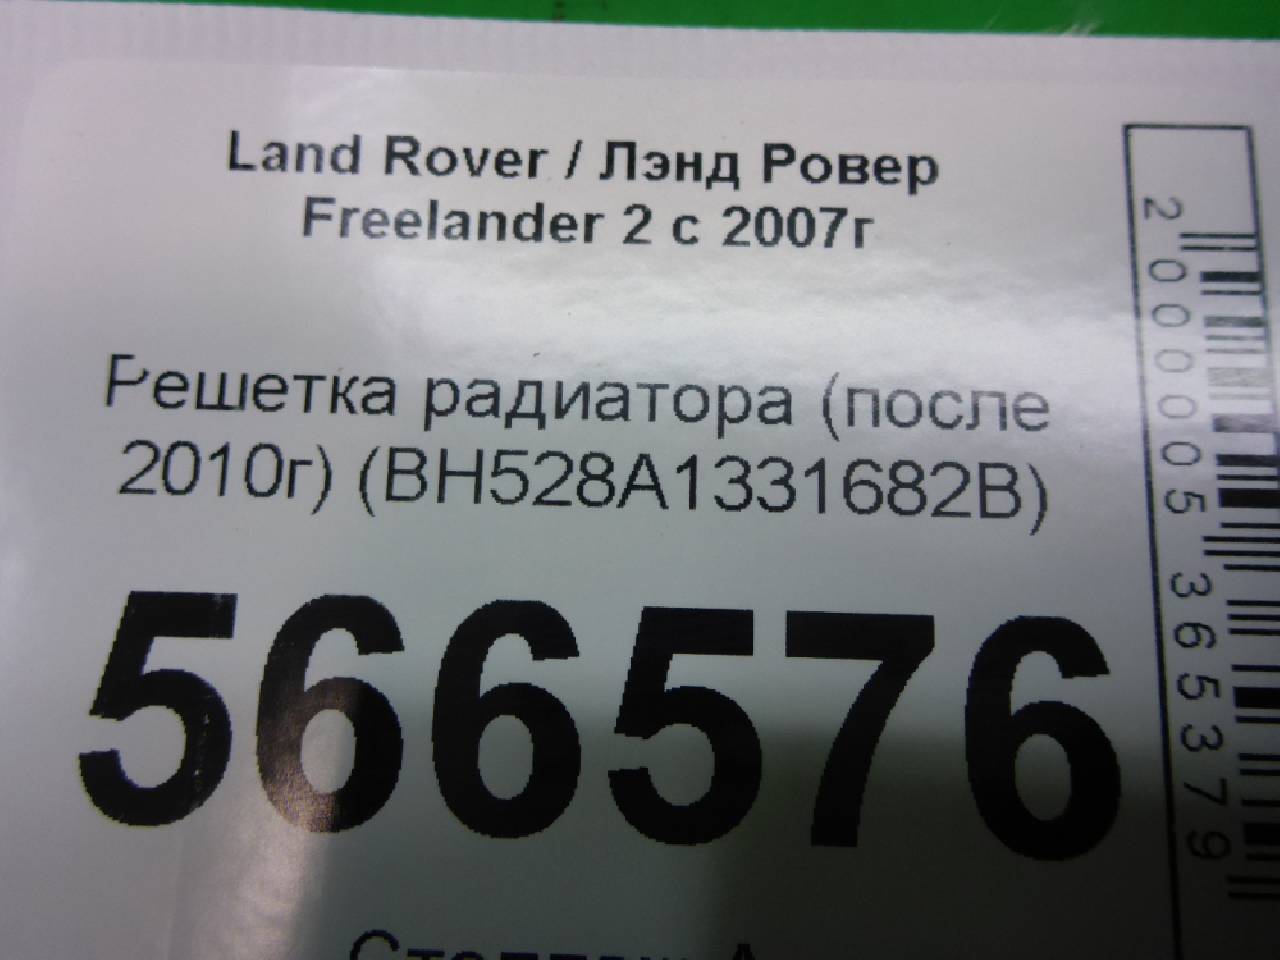 Land Rover / Лэнд Ровер
Freelander 2 с 2007г
Решетка радиатора (после
2010г) (BH528A1331682B)
566576
2000005365379